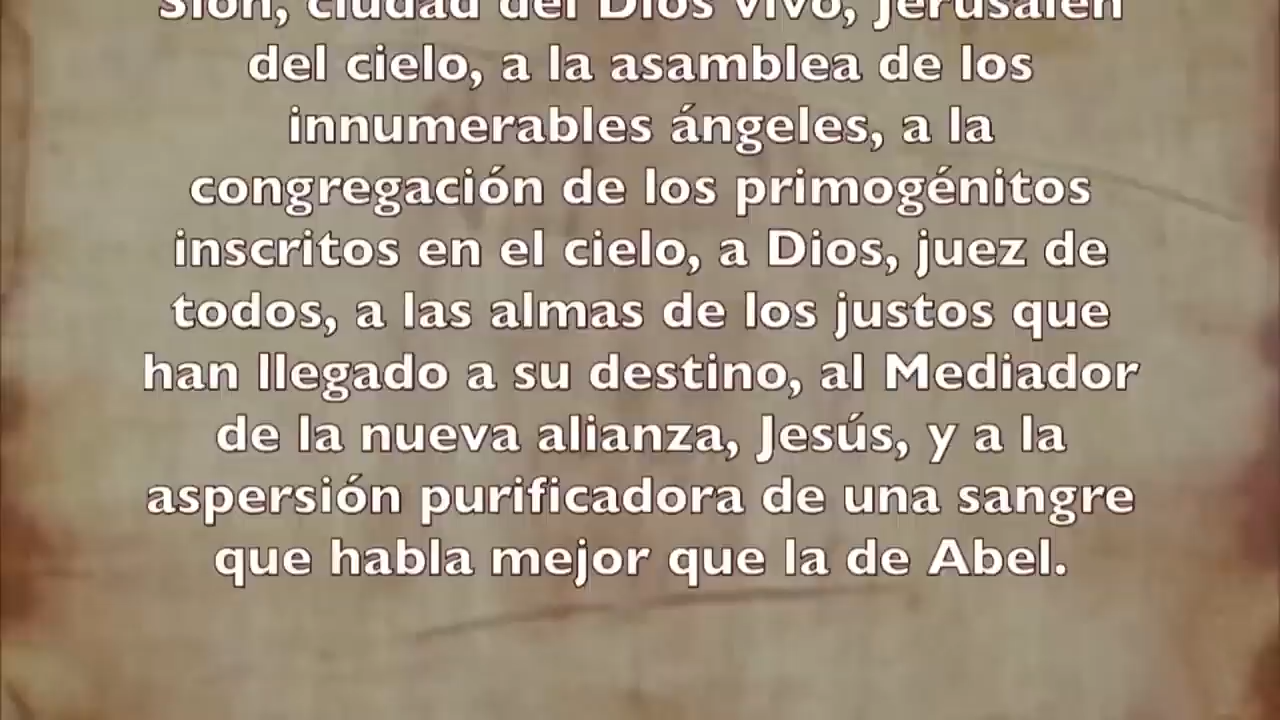 Sión, ciudad del Dios vivo, Jerusalén
del cielo, a la asamblea de los
innumerables ángeles, a la
congregación de los primogénitos
inscritos en el cielo, a Dios, juez de
todos, a las almas de los justos que
han llegado a su destino, al Mediador
de la nueva alianza, Jesús, y a la
aspersión purificadora de una sangre
que habla mejor que la de Abel.